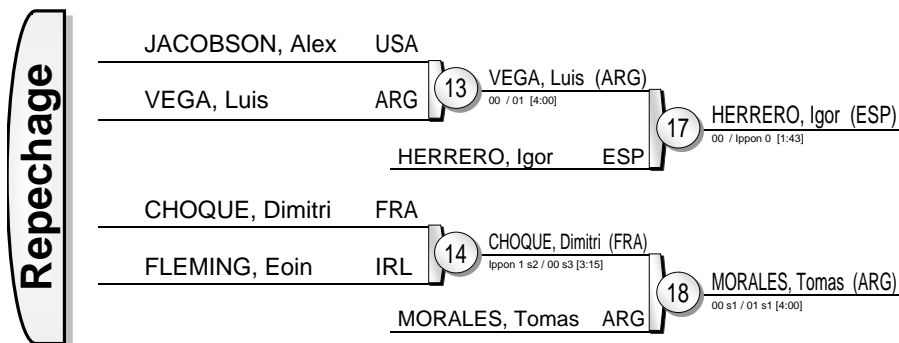 Repechage
JACOBSON, Alex USA
VEGA, Luis ARG
13
VEGA, Luis (ARG)
00 / 01 [4:00]
HERRERO, Igor ESP
17
HERRERO, Igor (ESP)
00 / Ippon 0 [1:43]
CHOQUE, Dimitri FRA
FLEMING, Eoin IRL
14
CHOQUE, Dimitri (FRA)
Ippon 1 s2 / 00 s3 [3:15]
MORALES, Tomas ARG
18
MORALES, Tomas (ARG)
00 s1 / 01 s1 [4:00]